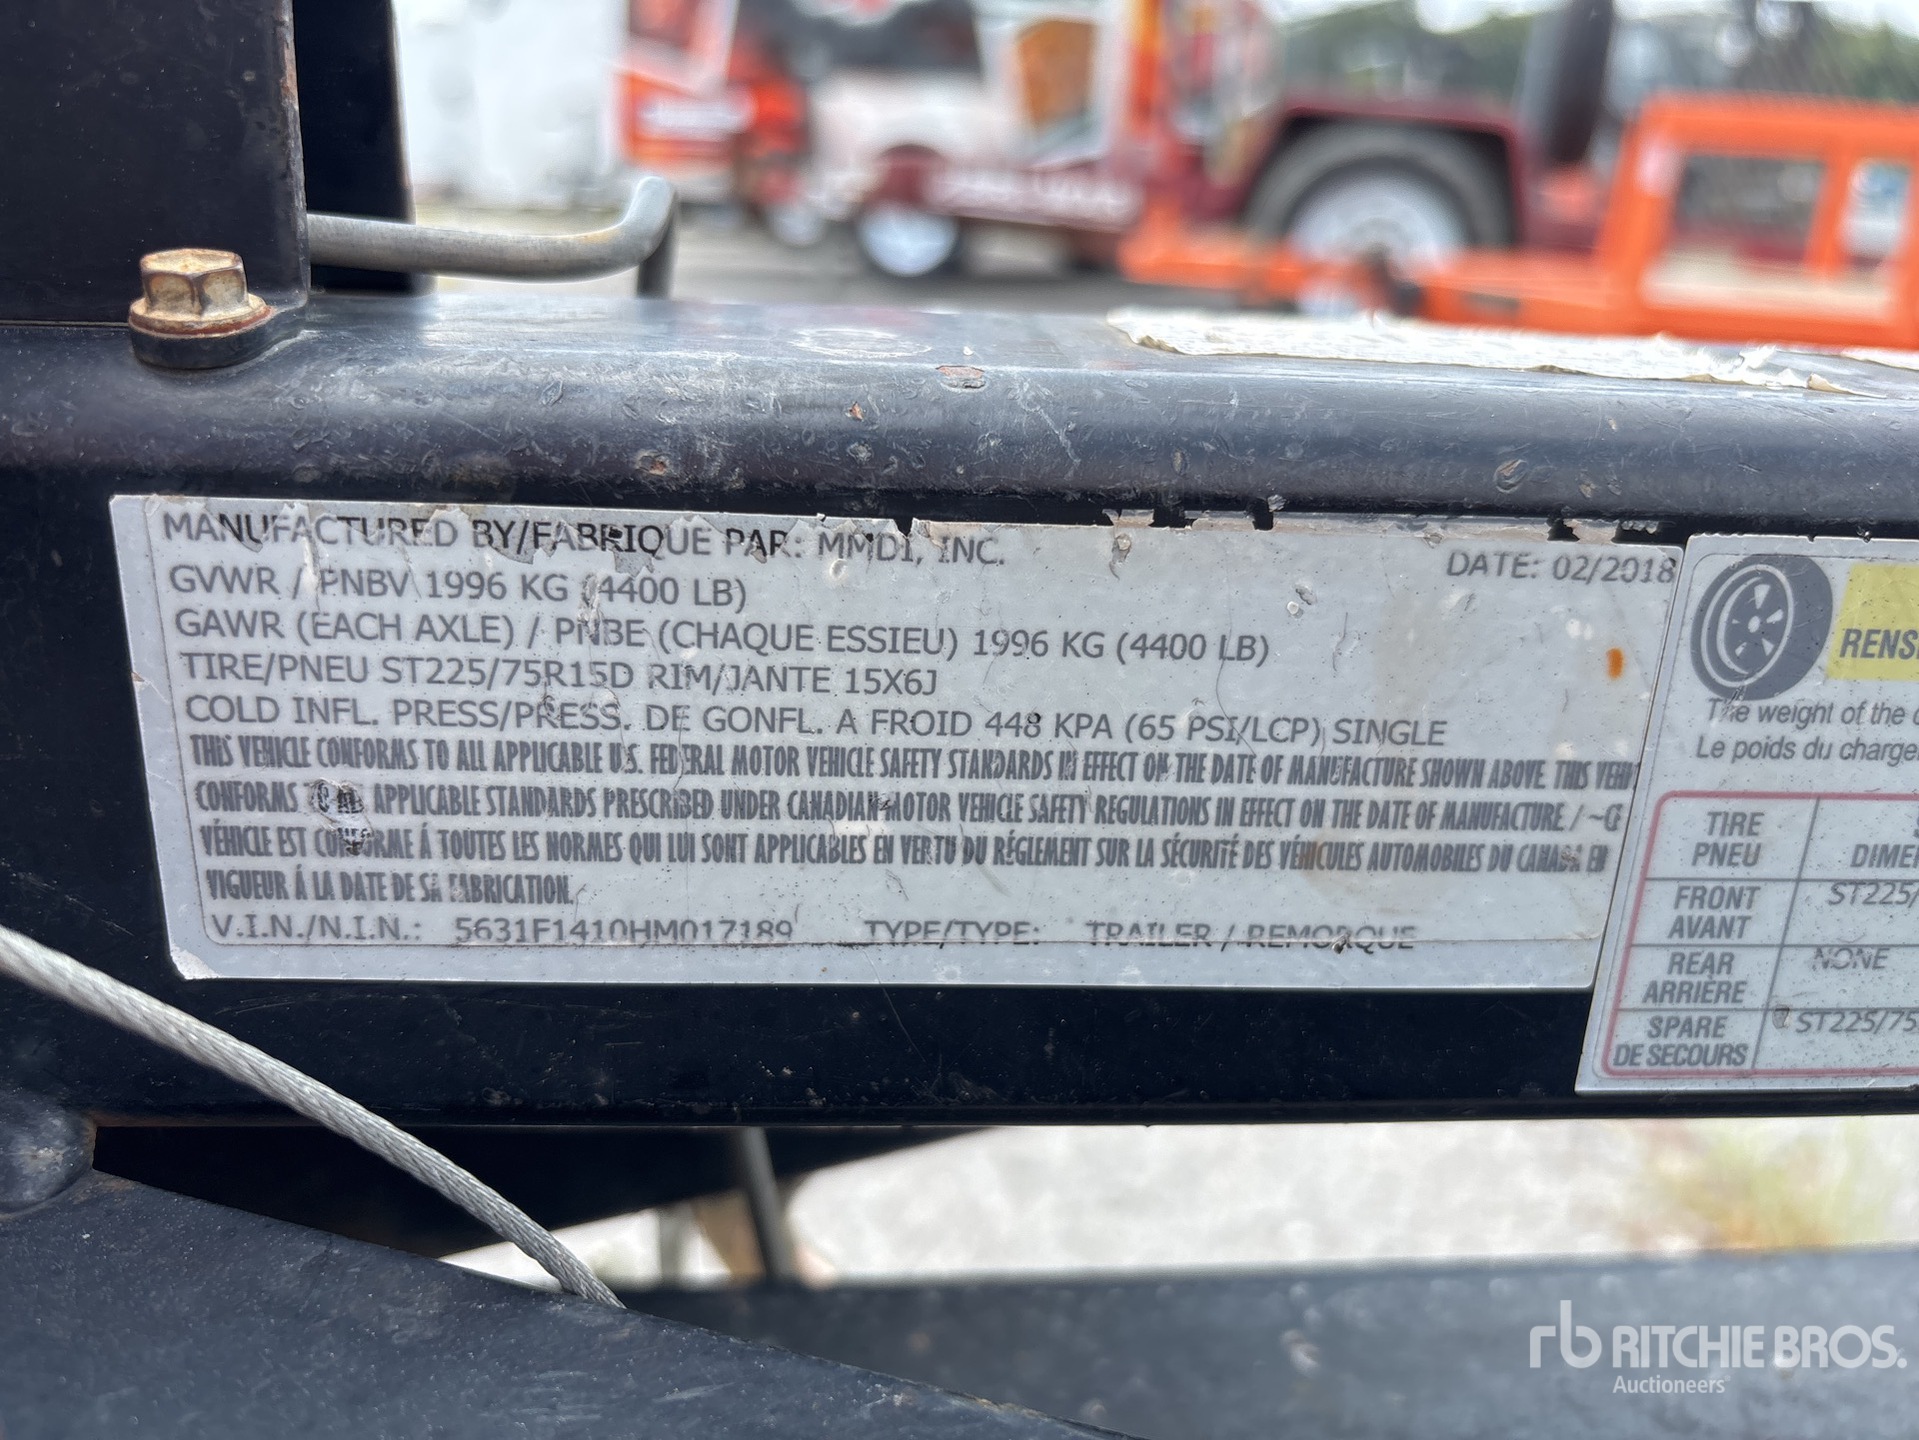 MANUFACTURED BY/FABRIQUE PAR: MMDI, INC. DATE: 02/2018
GVWR / PNBV 1996 KG (4400 LB)
GAWR (EACH AXLE) / PNBE (CHAQUE ESSIEU) 1996 KG (4400 LB)
TIRE/PNEU ST225/75R15D RIM/JANTE 15X6J
COLD INFL. PRESS/PRESS. DE GONFL. A FROID 448 KPA (65 PSI/LCP) SINGLE
THIS VEHICLE CONFORMS TO ALL APPLICABLE U.S. FEDERAL MOTOR VEHICLE SAFETY STANDARDS IN EFFECT ON THE DATE OF MANUFACTURE SHOWN ABOVE. THIS VEHI
CONFORMS APPLICABLE STANDARDS PRESCRIBED UNDER CANADIAN MOTOR VEHICLE SAFETY REGULATIONS IN EFFECT ON THE DATE OF MANUFACTURE /
VÉHICLE EST CONFORME Á TOUTES LES NORMES QUI LUI SONT APPLICABLES EN VERTU DU RÉGLEMENT SUR LA SÉCURITÉ DES VÉHICULES AUTOMOBILES DU CANADA EN
VIGUEUR Á LA DATE DE SA FABRICATION.
V.I.N./N.I.N.: 5631F1410HM017189 TYPE/TYPE: TRAILER / REMORQUE
RENS
The weight of the
Le poids du charge
TIRE
PNEU DIME
FRONT
AVANT ST225/
REAR
ARRIÈRE NONE
SPARE
DE SECOURS ST225/75
rb RITCHIE BROS.
Auctioneers